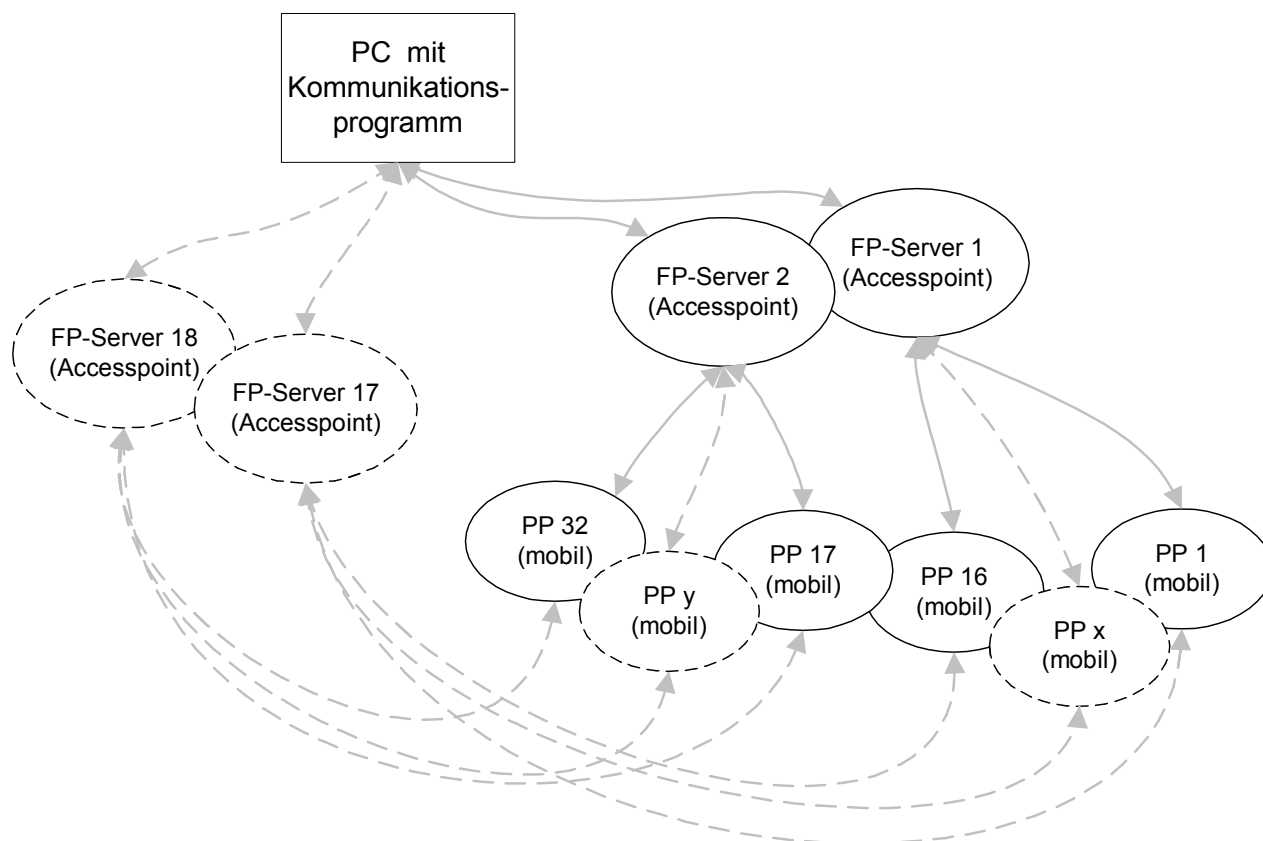 PC mit
Kommunikations-
programm
FP-Server 1
(Accesspoint)
FP-Server 2
(Accesspoint)
FP-Server 18
(Accesspoint)
FP-Server 17
(Accesspoint)
PP 32
(mobil)
PP y
(mobil)
PP 17
(mobil)
PP 16
(mobil)
PP x
(mobil)
PP 1
(mobil)